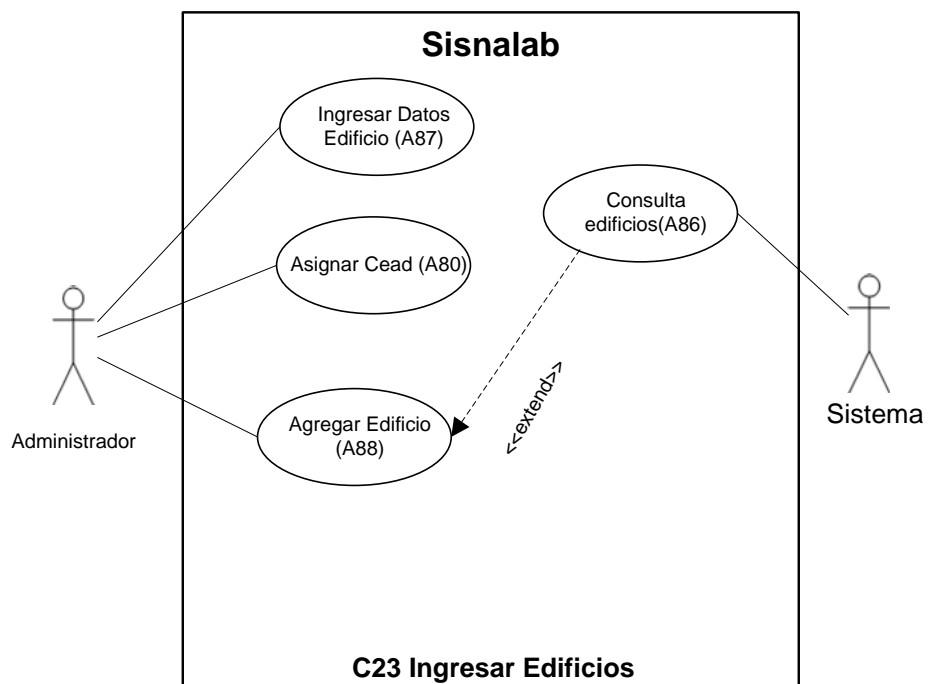 Sisnalab
Ingresar Datos
Edificio (A87)
Consulta
edificios(A86)
Asignar Cead (A80)
Agregar Edificio
(A88)
<<extend>>
Administrador
Sistema
C23 Ingresar Edificios